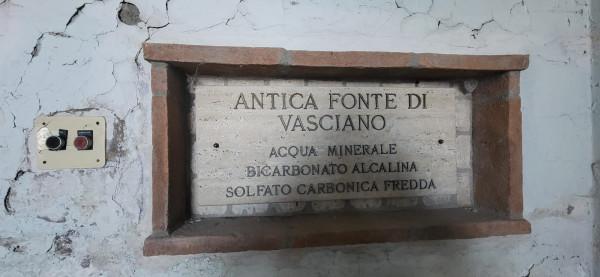 ANTICA FONTE DI
VASCIANO
ACQUA MINERALE
BICARBONATO ALCALINA
SOLFATO CARBONICA FREDDA